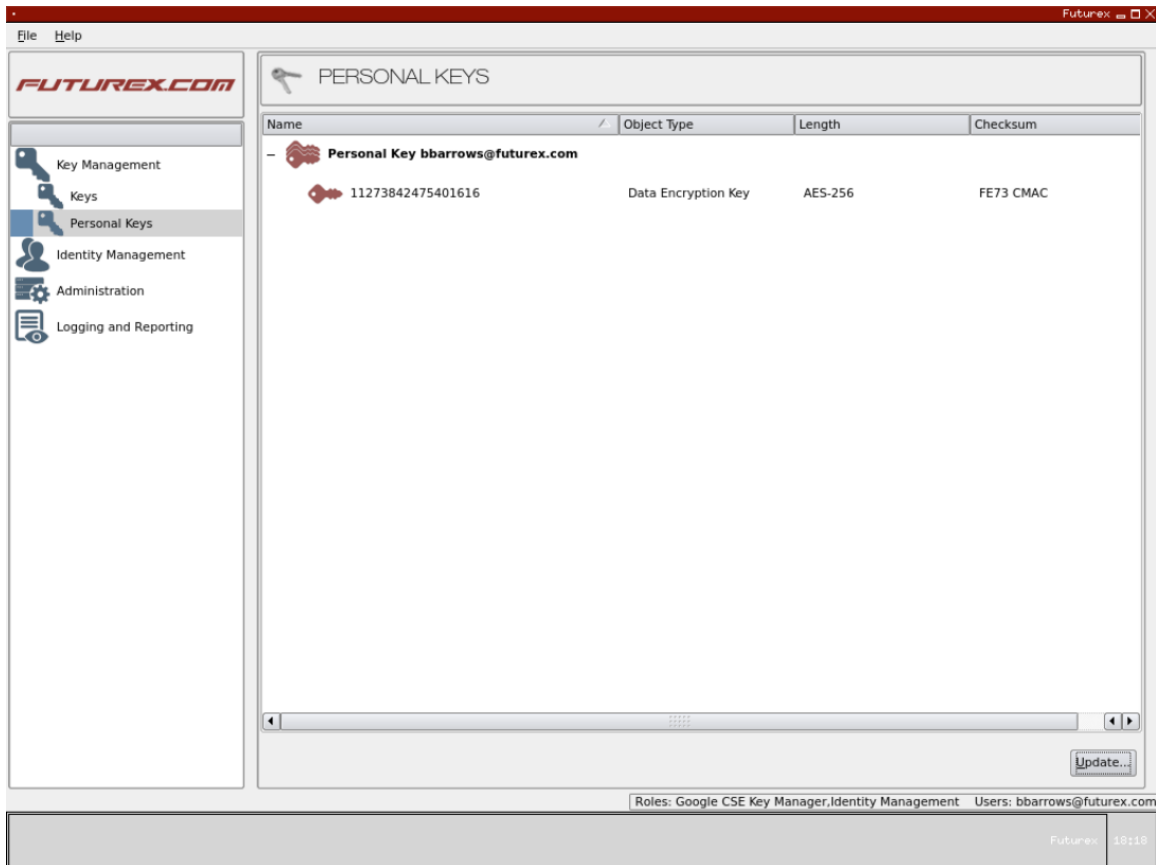 Futurex
File Help
FUTUREX.COM
PERSONAL KEYS
Name Object Type Length Checksum
Personal Key bbarrows@futurex.com
11273842475401616 Data Encryption Key AES-256 FE73 CMAC
Key Management
Keys
Personal Keys
Identity Management
Administration
Logging and Reporting
Update...
Roles: Google CSE Key Manager,Identity Management Users: bbarrows@futurex.com
Futurex 18:18